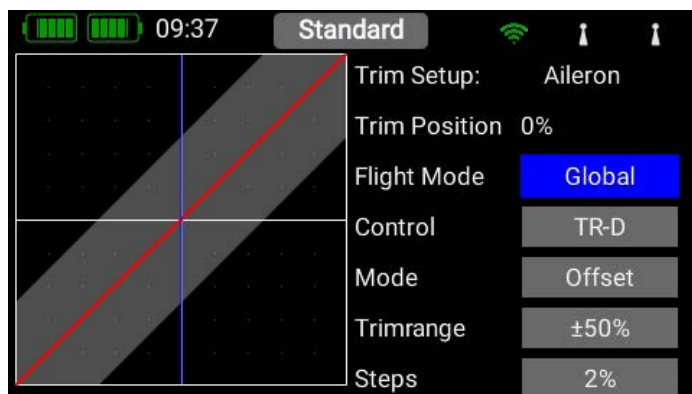 09:37 Standard
Trim Setup: Aileron
Trim Position 0%
Flight Mode Global
Control TR-D
Mode Offset
Trimrange ±50%
Steps 2%